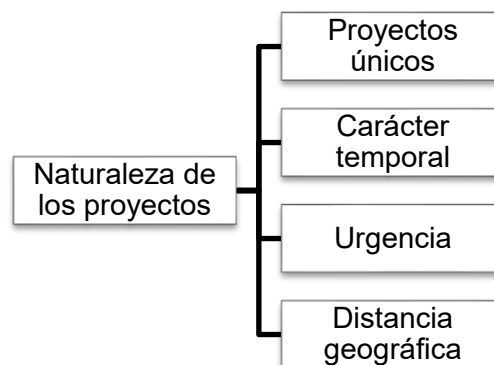 Naturaleza de
los proyectos
Proyectos
únicos
Carácter
temporal
Urgencia
Distancia
geográfica